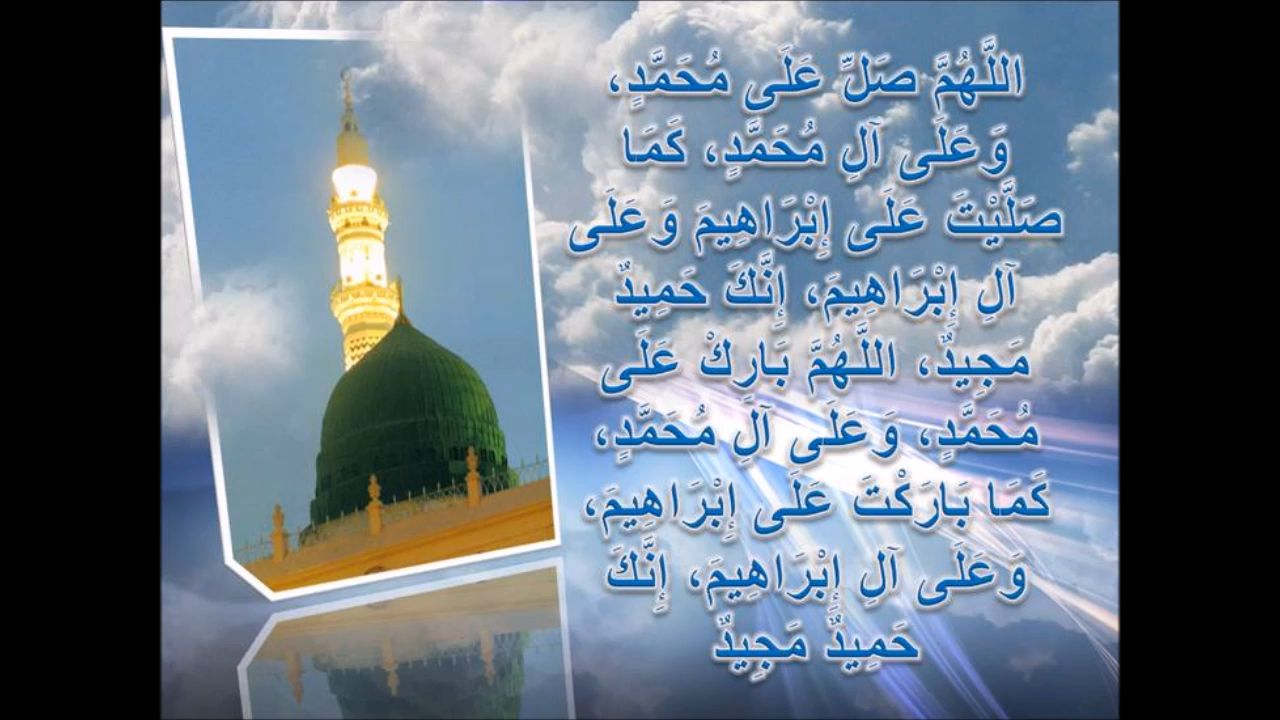 اللَّهُمَّ صَلِّ عَلَى مُحَمَّدٍ،
وَعَلَى آلِ مُحَمَّدٍ، كَمَا
صَلَّيْتَ عَلَى إِبْرَاهِيمَ وَعَلَى
آلِ إِبْرَاهِيمَ، إِنَّكَ حَمِيدٌ
مَجِيدٌ، اللَّهُمَّ بَارِكْ عَلَى
مُحَمَّدٍ، وَعَلَى آلِ مُحَمَّدٍ،
كَمَا بَارَكْتَ عَلَى إِبْرَاهِيمَ،
وَعَلَى آلِ إِبْرَاهِيمَ، إِنَّكَ
حَمِيدٌ مَجِيدٌ